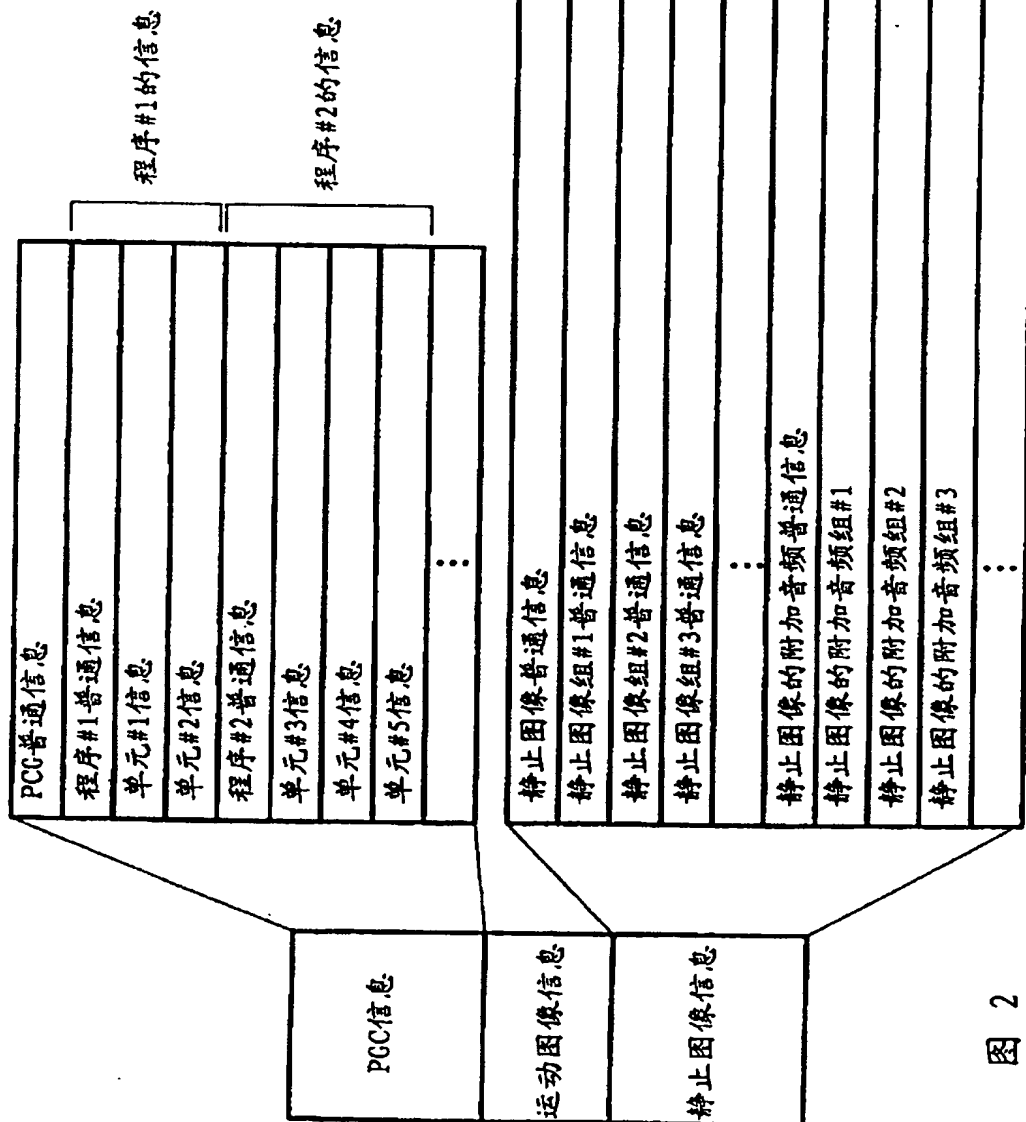 PGC信息
运动图像信息
静止图像信息
PCG普通信息
程序#1普通信息
单元#1信息
单元#2信息
程序#2普通信息
单元#3信息
单元#4信息
单元#5信息
⋮
程序#1的信息
程序#2的信息
静止图像普通信息
静止图像组#1普通信息
静止图像组#2普通信息
静止图像组#3普通信息
⋮
静止图像的附加音频普通信息
静止图像的附加音频组#1
静止图像的附加音频组#2
静止图像的附加音频组#3
⋮
图 2